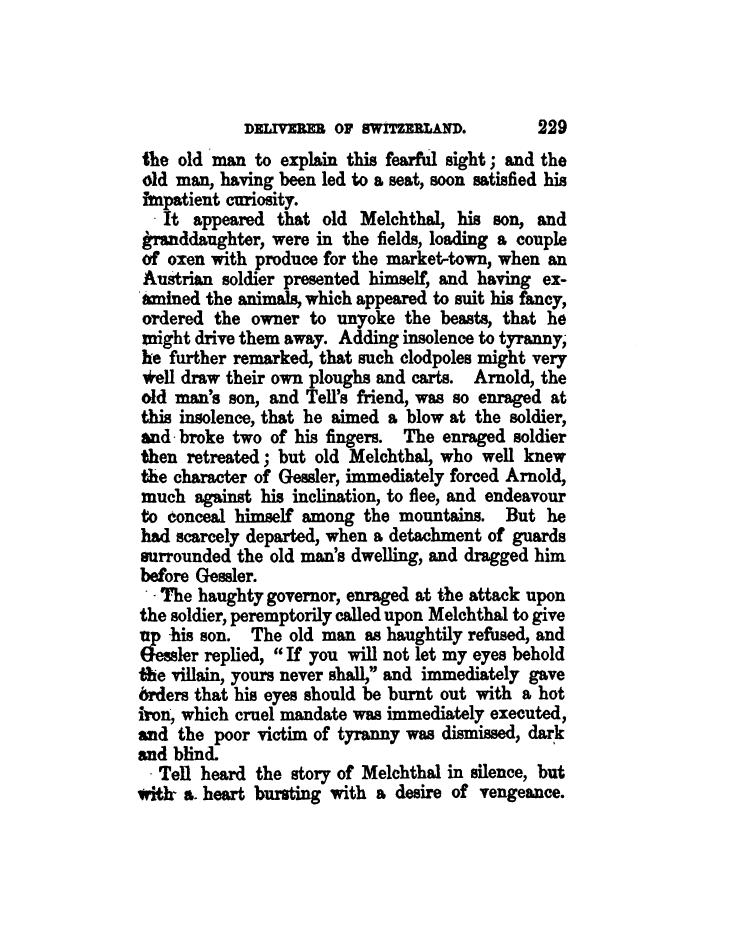 DELIVERER OF SWITZERLAND. 229
the old man to explain this fearful sight; and the
old man, having been led to a seat, soon satisfied his
impatient curiosity.
It appeared that old Melchthal, his son, and
granddaughter, were in the fields, loading a couple
of oxen with produce for the market-town, when an
Austrian soldier presented himself, and having ex-
amined the animals, which appeared to suit his fancy,
ordered the owner to unyoke the beasts, that he
might drive them away. Adding insolence to tyranny,
he further remarked, that such clodpoles might very
well draw their own ploughs and carts. Arnold, the
old man's son, and Tell's friend, was so enraged at
this insolence, that he aimed a blow at the soldier,
and broke two of his fingers. The enraged soldier
then retreated; but old Melchthal, who well knew
the character of Gessler, immediately forced Arnold,
much against his inclination, to flee, and endeavour
to conceal himself among the mountains. But he
had scarcely departed, when a detachment of guards
surrounded the old man's dwelling, and dragged him
before Gessler.
The haughty governor, enraged at the attack upon
the soldier, peremptorily called upon Melchthal to give
up his son. The old man as haughtily refused, and
Gessler replied, "If you will not let my eyes behold
the villain, yours never shall," and immediately gave
orders that his eyes should be burnt out with a hot
iron, which cruel mandate was immediately executed,
and the poor victim of tyranny was dismissed, dark
and blind.
Tell heard the story of Melchthal in silence, but
with a heart bursting with a desire of vengeance.